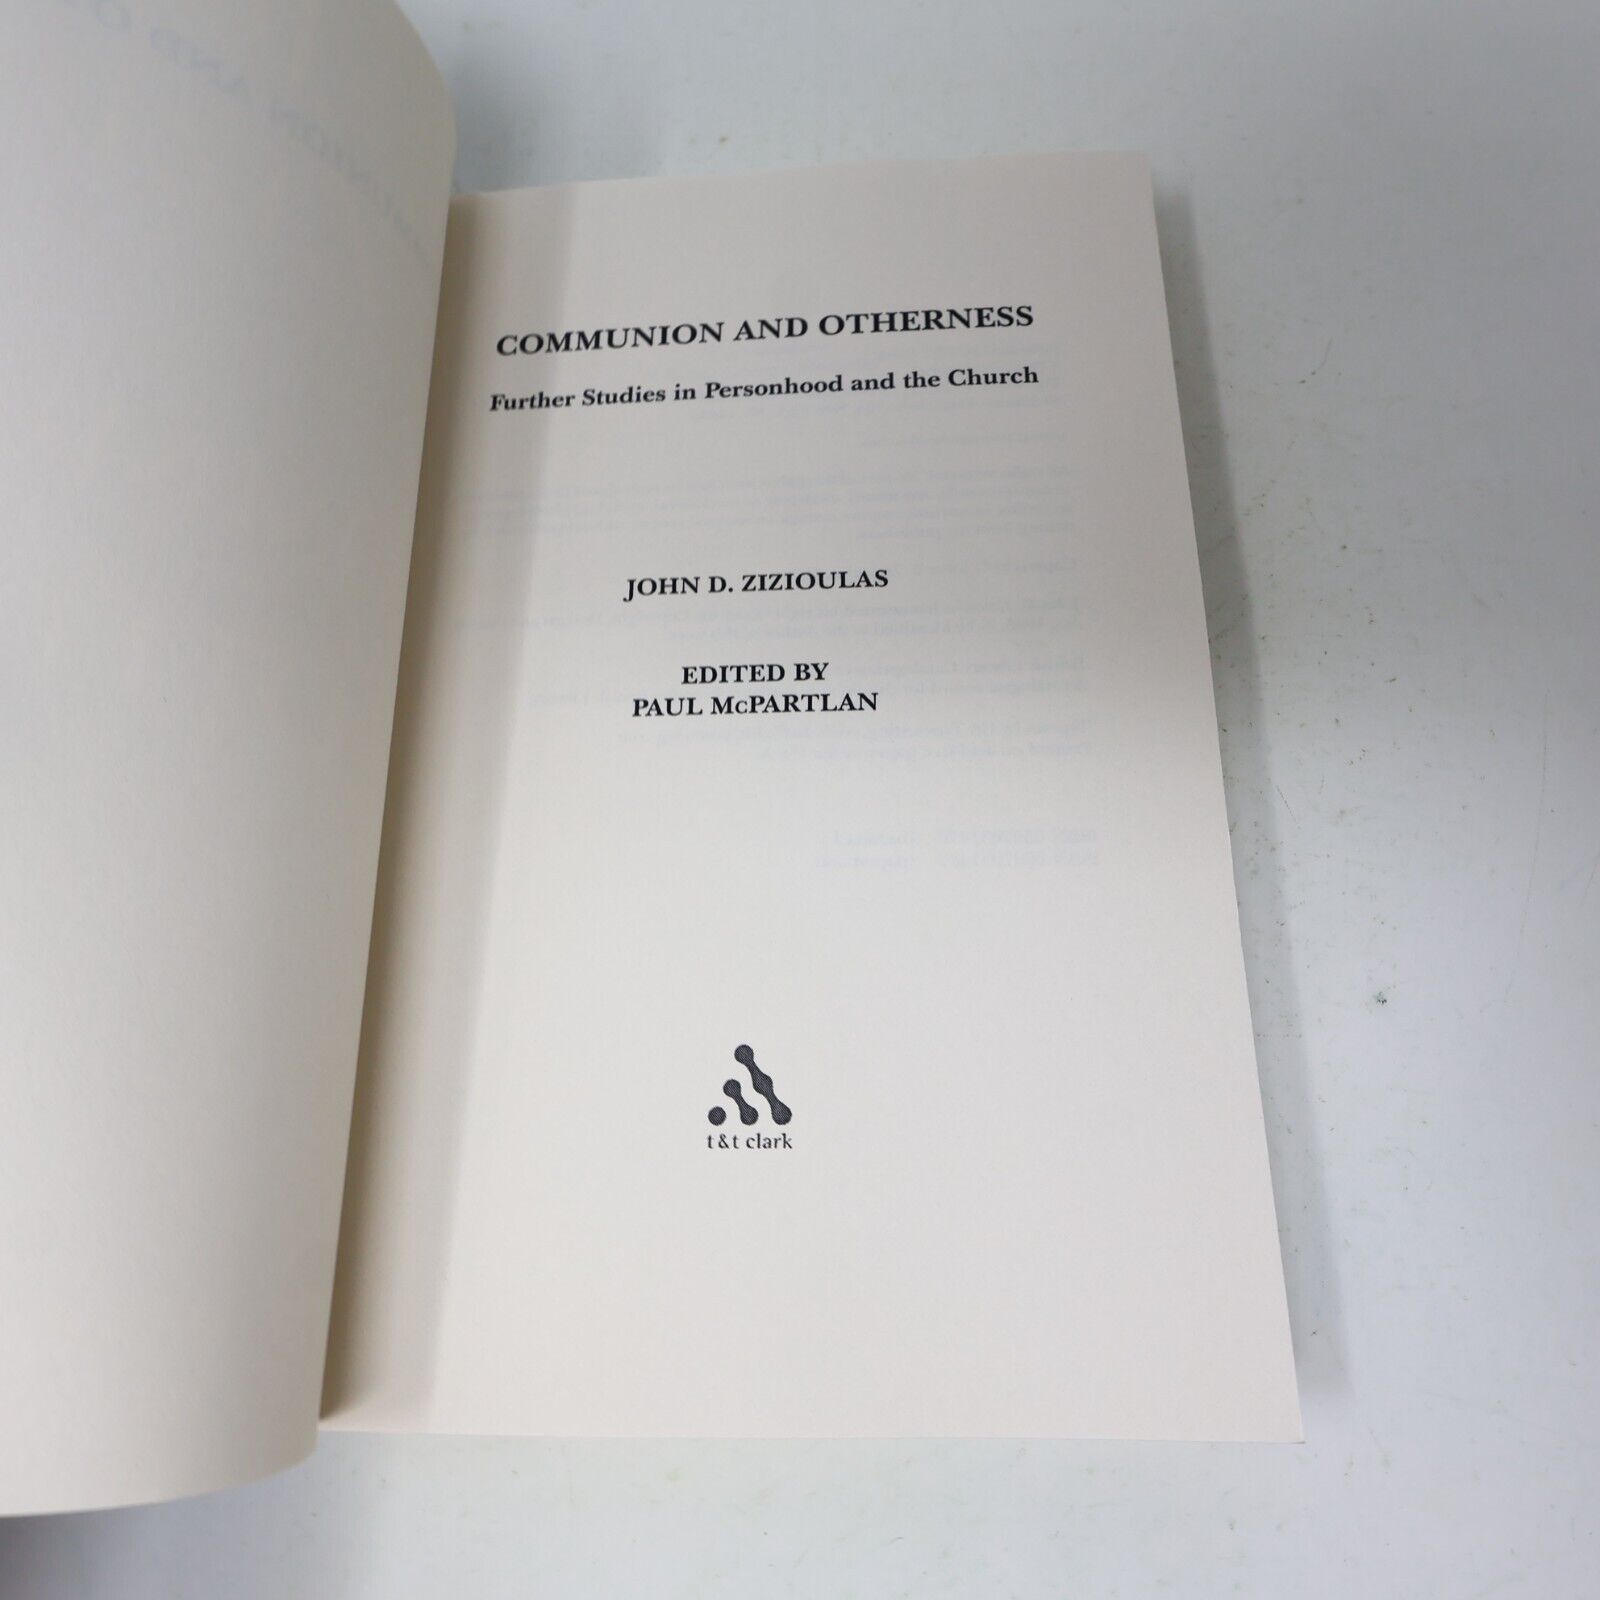 COMMUNION AND OTHERNESS
Further Studies in Personhood and the Church
JOHN D. ZIZIOULAS
EDITED BY
PAUL McPARTLAN
t&t clark